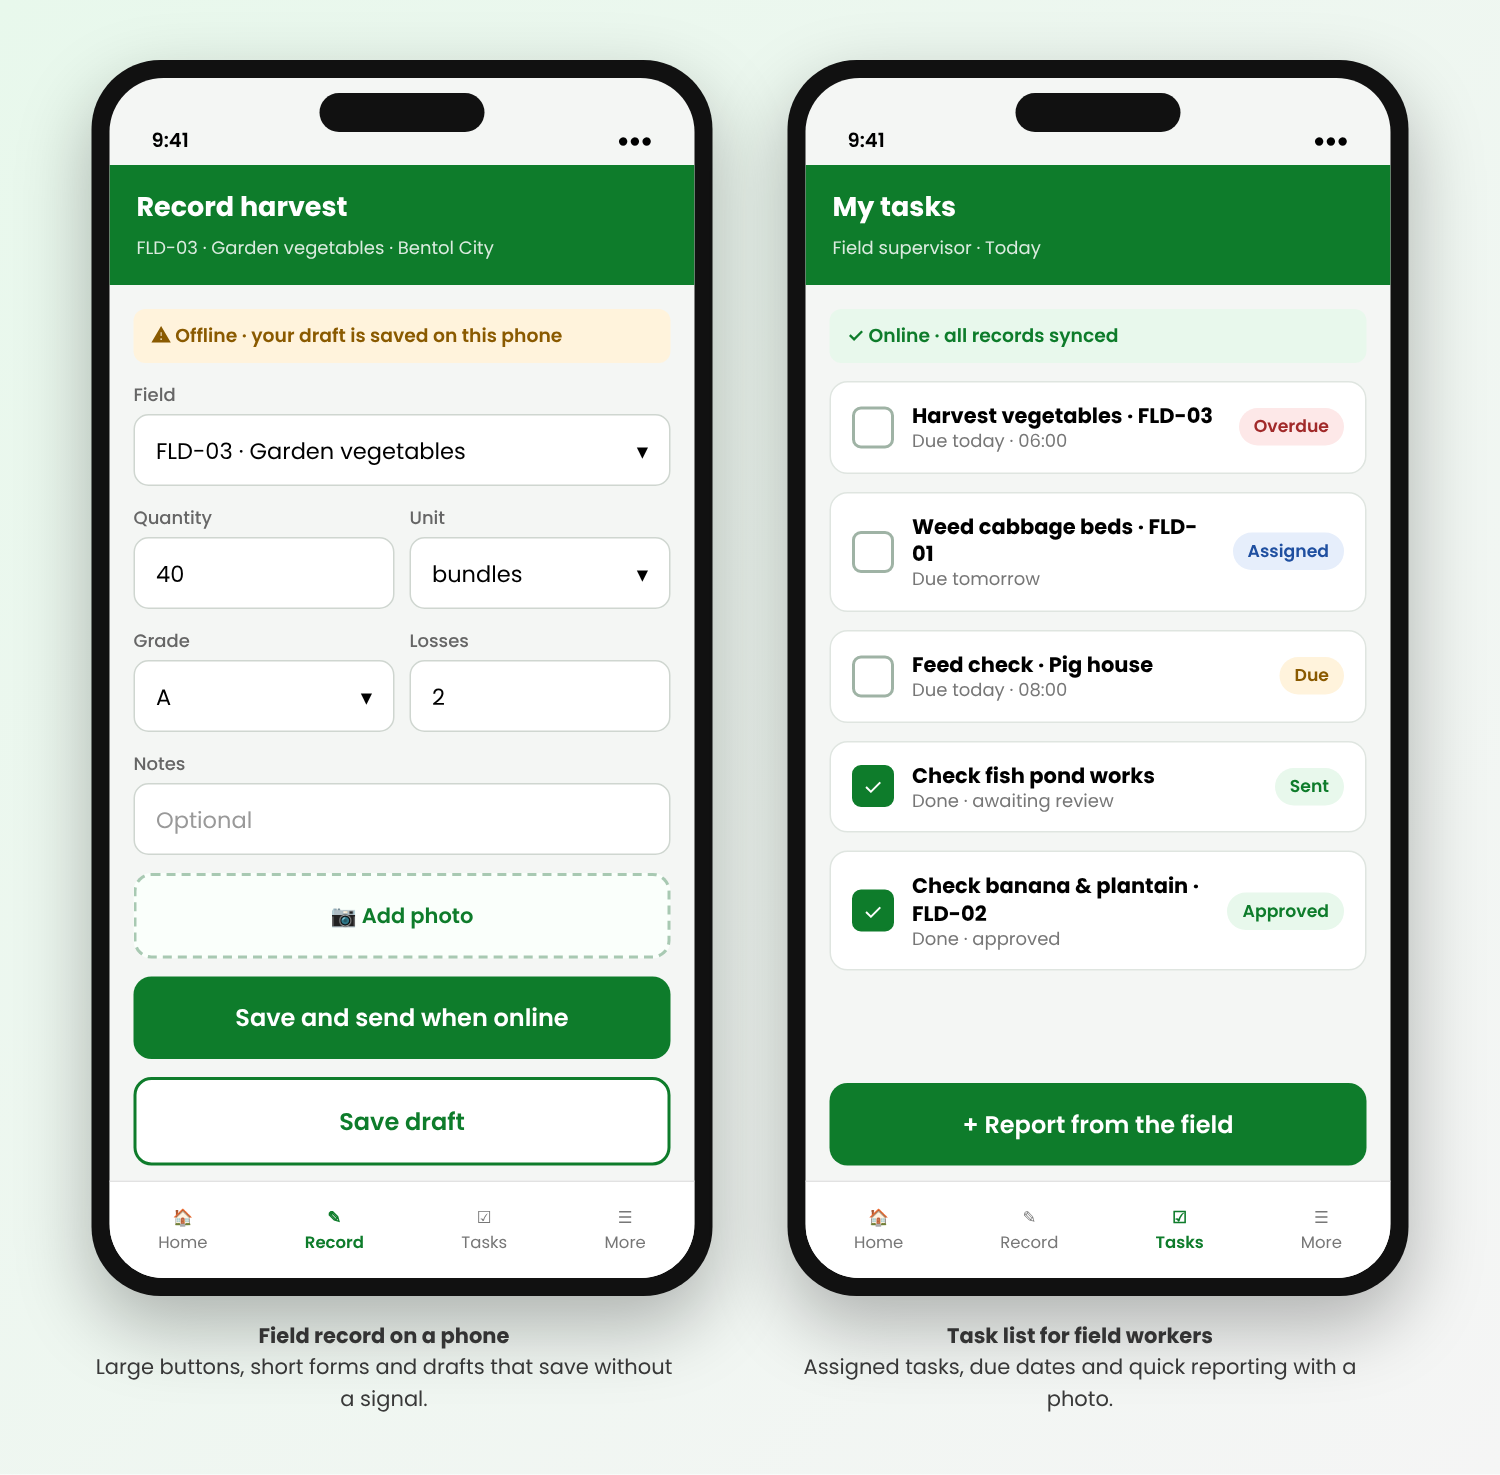 9:41
Record harvest
FLD-03 · Garden vegetables · Bentol City
⚠ Offline · your draft is saved on this phone
Field
FLD-03 · Garden vegetables
Quantity
Unit
40
bundles
Grade
Losses
A
2
Notes
Optional
Add photo
Save and send when online
Save draft
Home
Record
Tasks
More
Field record on a phone
Large buttons, short forms and drafts that save without
a signal.
9:41
My tasks
Field supervisor · Today
✓ Online · all records synced
Harvest vegetables · FLD-03
Due today · 06:00
Overdue
Weed cabbage beds · FLD-
01
Due tomorrow
Assigned
Feed check · Pig house
Due today · 08:00
Due
Check fish pond works
Done · awaiting review
Sent
Check banana & plantain ·
FLD-02
Done · approved
Approved
+ Report from the field
Home
Record
Tasks
More
Task list for field workers
Assigned tasks, due dates and quick reporting with a
photo.